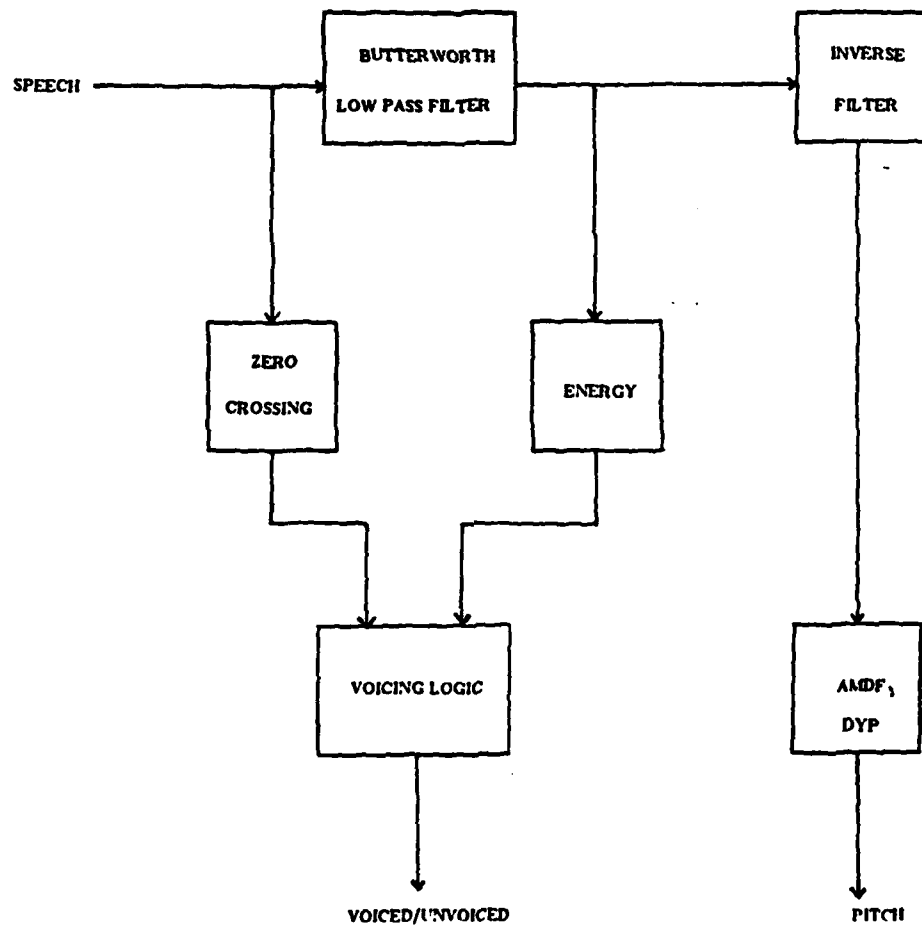 BUTTERWORTH
LOW PASS FILTER
INVERSE
FILTER
SPEECH
ZERO
CROSSING
ENERGY
VOICING LOGIC
AMDF,
DYP
VOICED/UNVOICED
PITCH